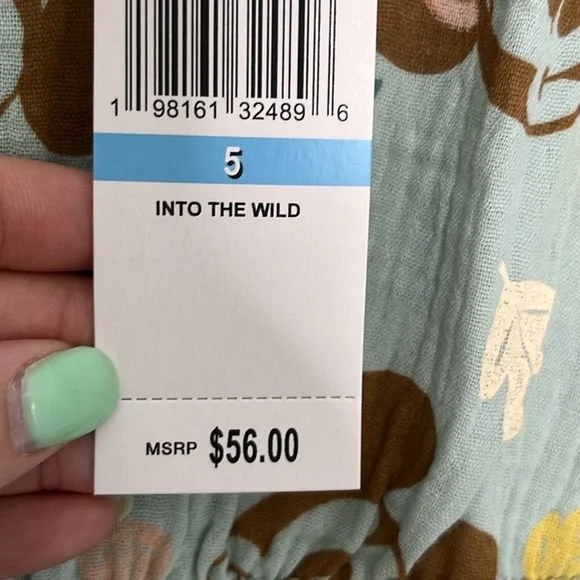 1 98161 32489 6
5
INTO THE WILD
MSRP $56.00